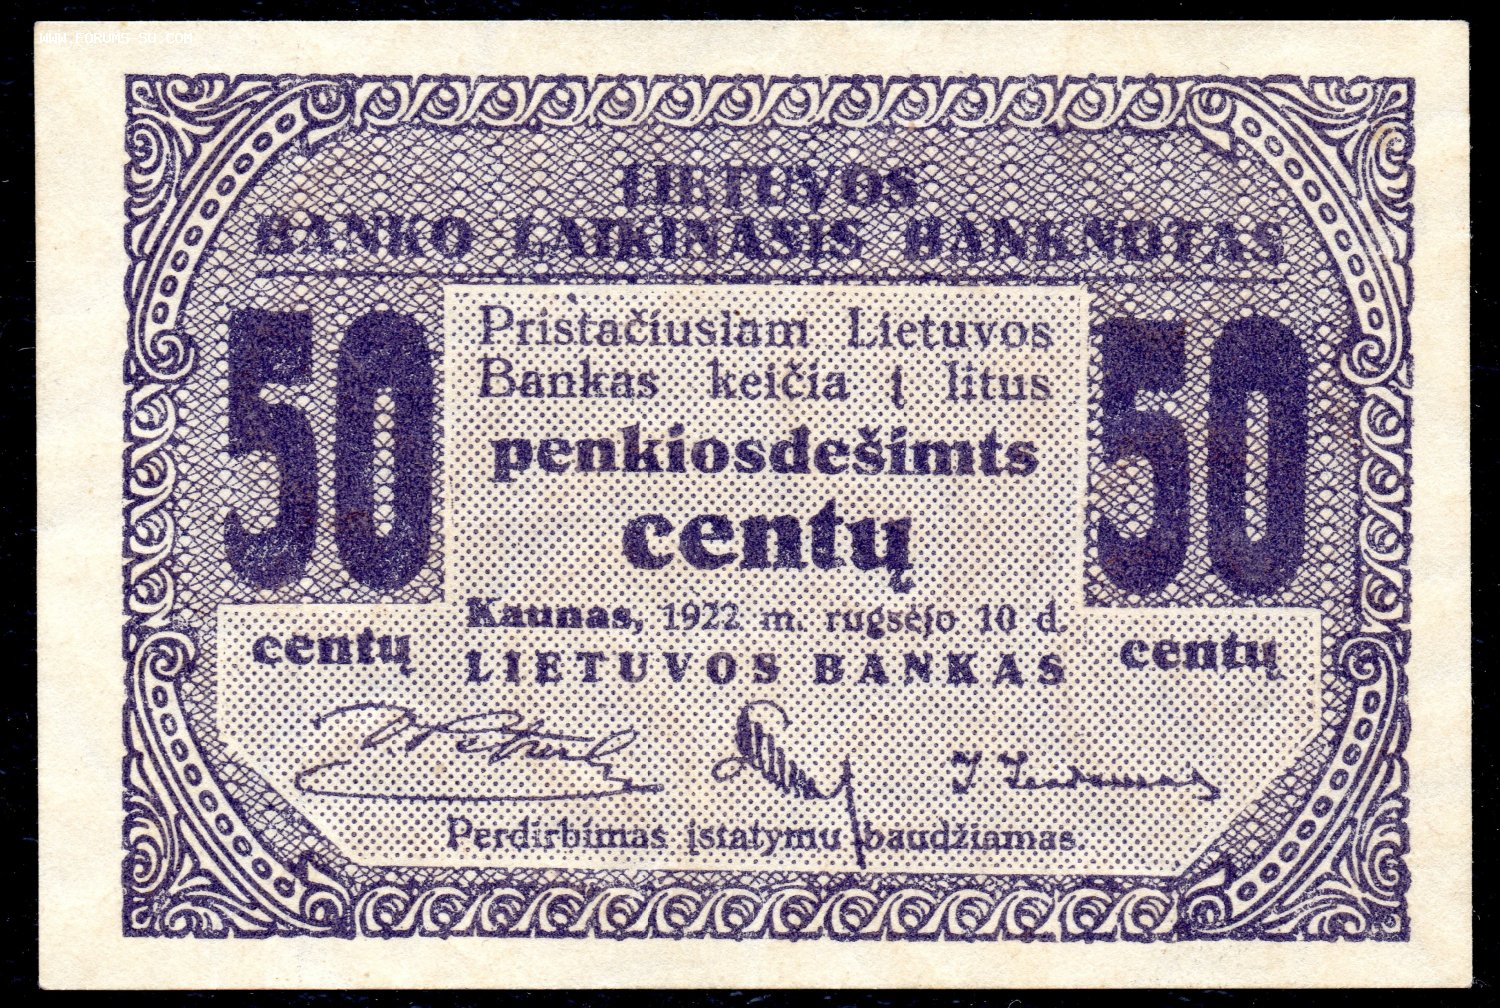 WWW.FORUMS-SU.COM
LIETUVOS
BANKO LAIKINASIS BANKNOTAS
50
50
Pristačiusiam Lietuvos
Bankas keičia į litus
penkiosdešimts
centų
centų
centų
Kaunas, 1922 m. rugsėjo 10 d.
LIETUVOS BANKAS
Perdirbimas įstatymu baudžiamas.